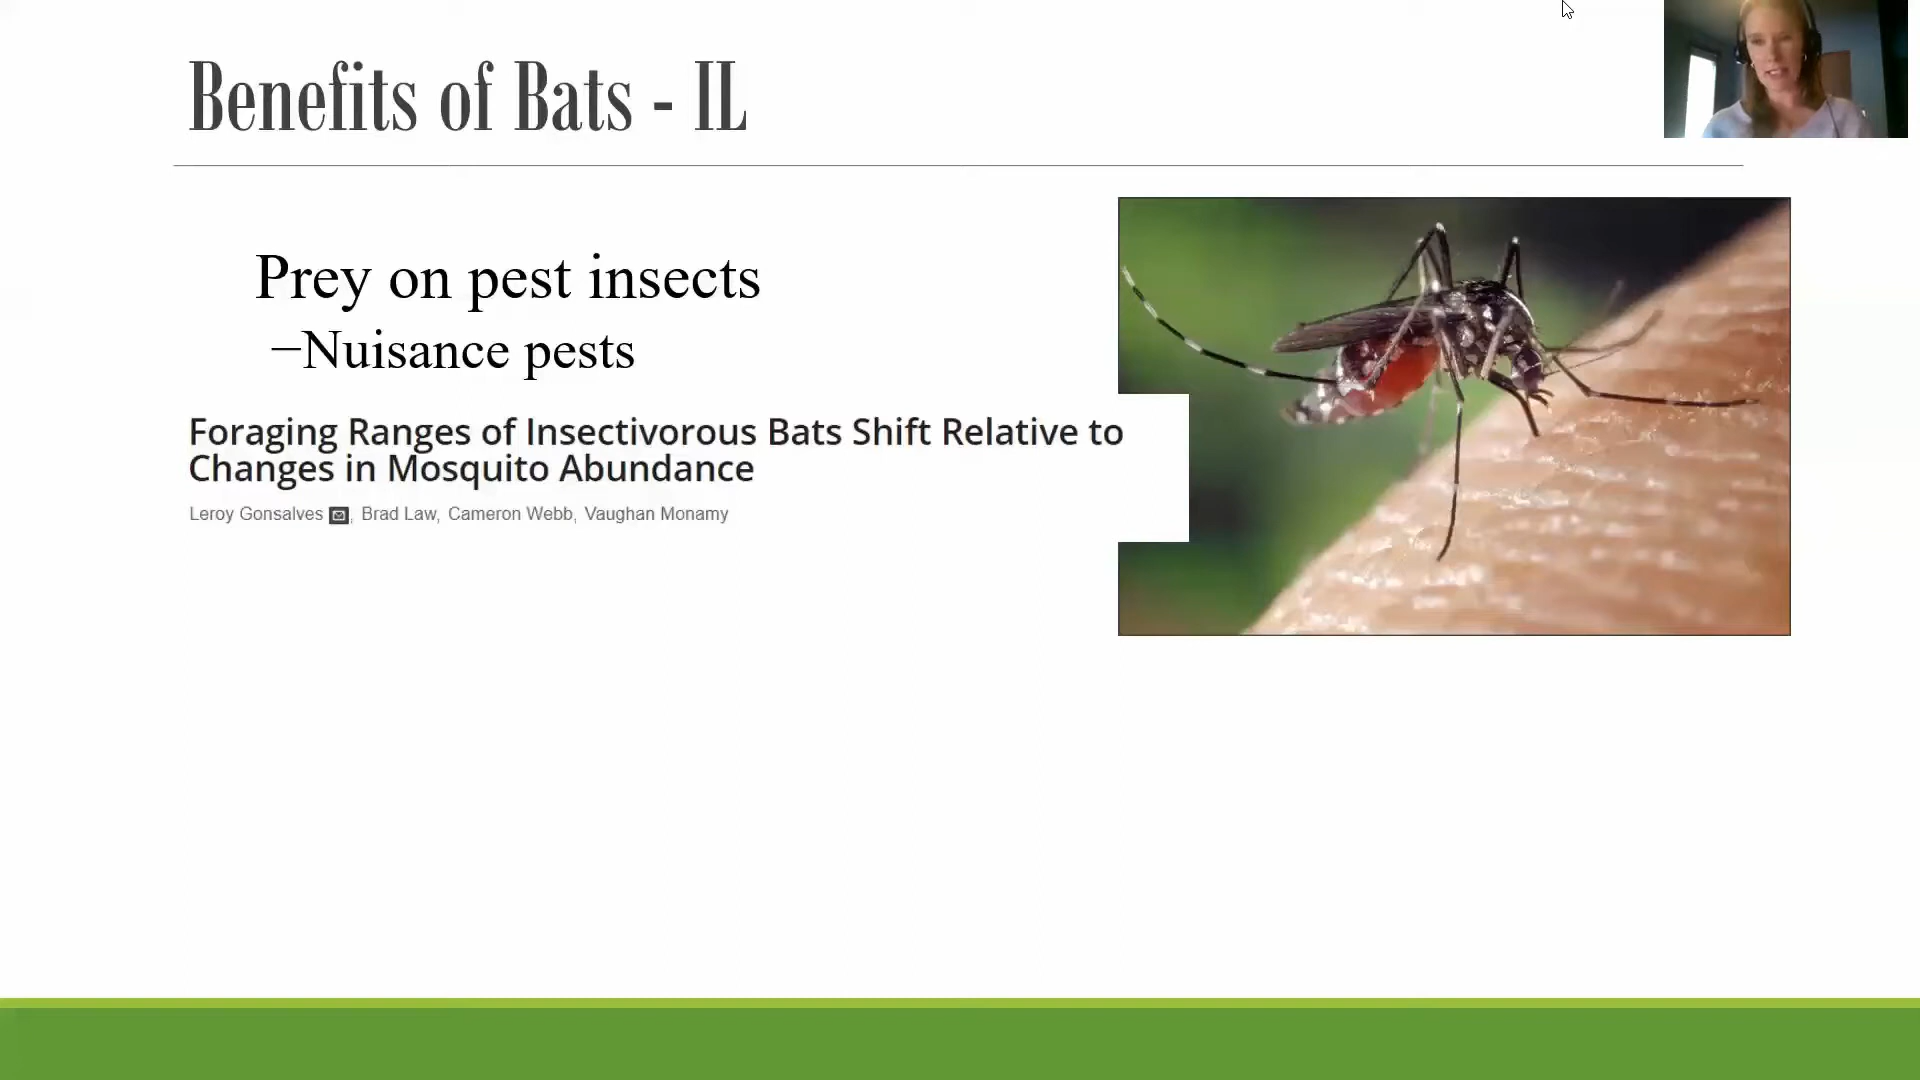 Benefits of Bats - IL
Prey on pest insects
–Nuisance pests
Foraging Ranges of Insectivorous Bats Shift Relative to
Changes in Mosquito Abundance
Leroy Gonsalves , Brad Law, Cameron Webb, Vaughan Monamy